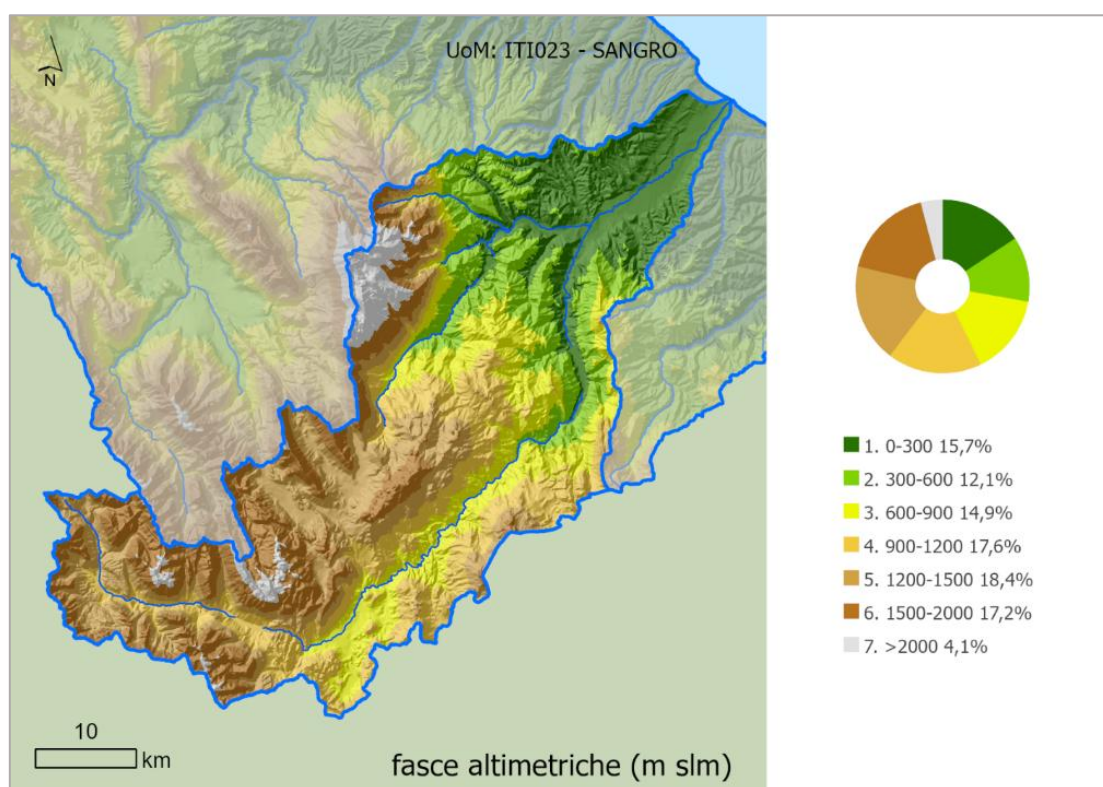 UoM: ITI023 - SANGRO
N
1. 0-300 15,7%
2. 300-600 12,1%
3. 600-900 14,9%
4. 900-1200 17,6%
5. 1200-1500 18,4%
6. 1500-2000 17,2%
7. >2000 4,1%
10
km
fasce altimetriche (m slm)